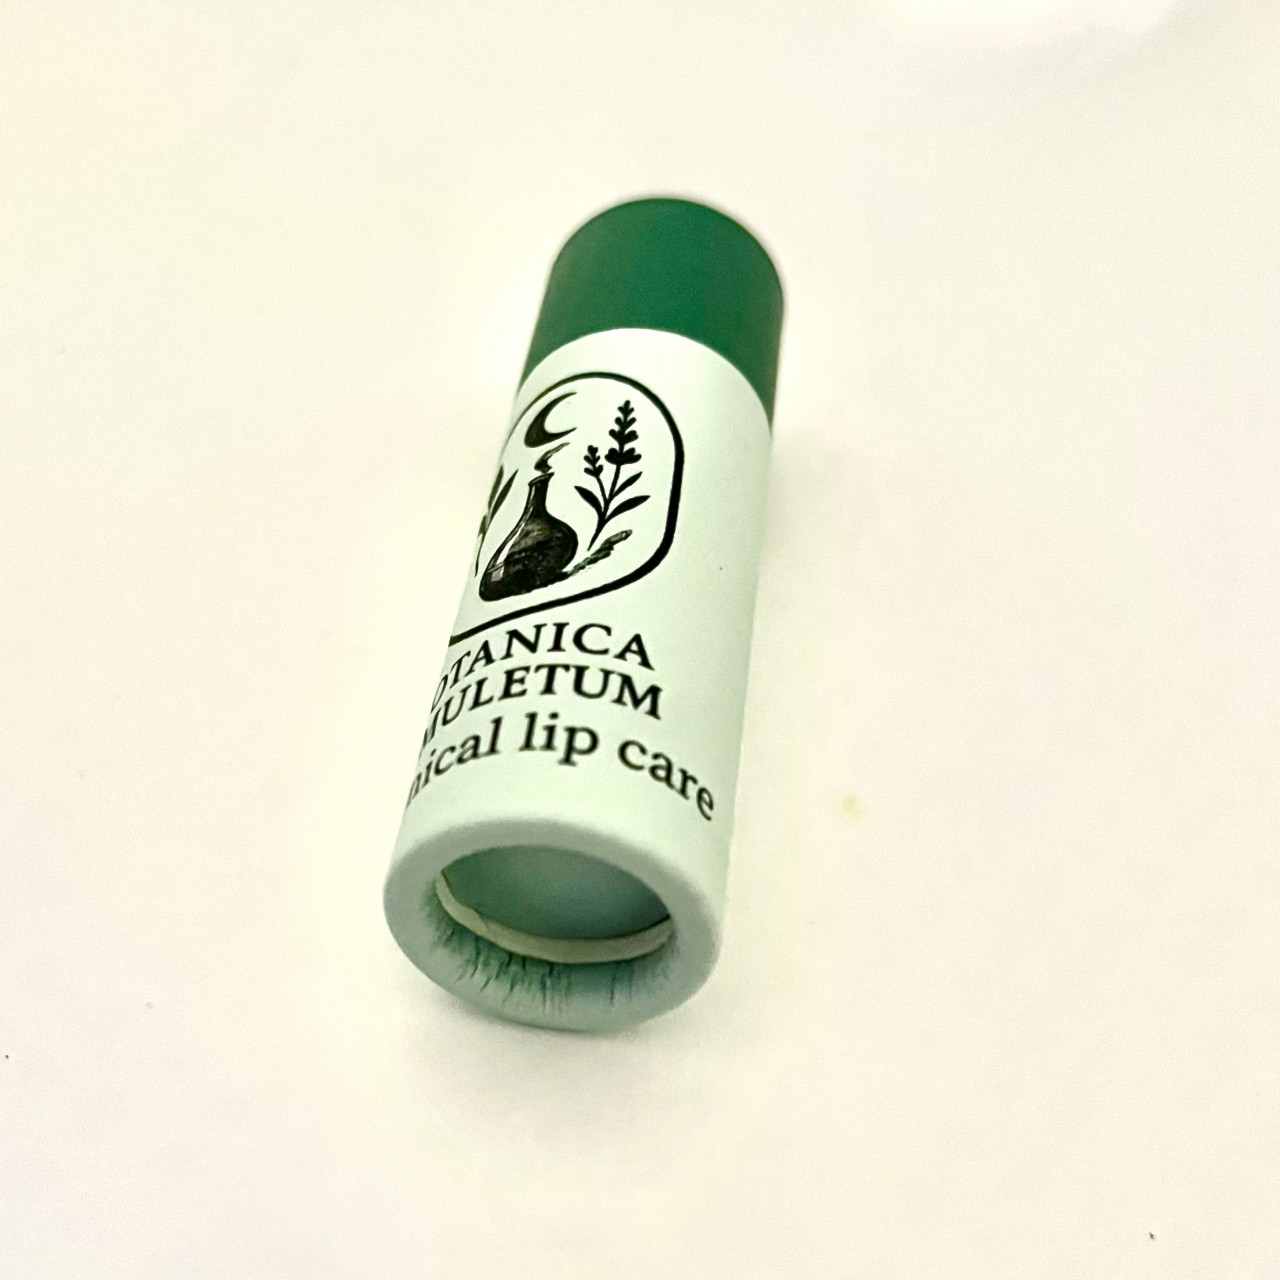 OTANICA
MULETUM
nical lip care